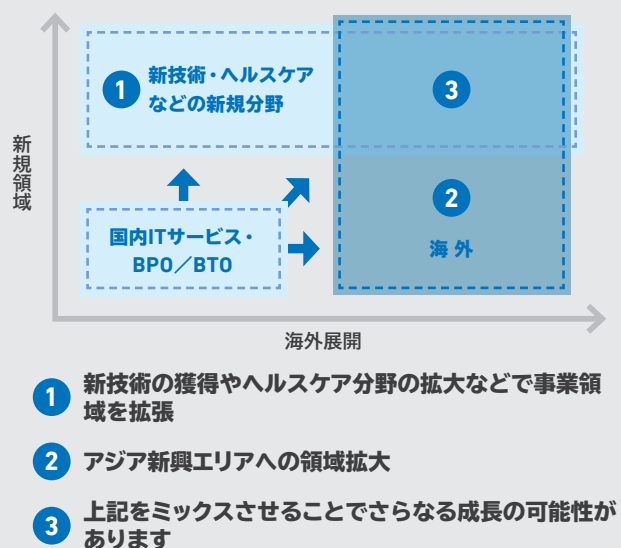 新規領域
1
新技術・ヘルスケア
などの新規分野
3
国内ITサービス・
BPO／BTO
2
海外
海外展開
1 新技術の獲得やヘルスケア分野の拡大などで事業領
域を拡張
2 アジア新興エリアへの領域拡大
3 上記をミックスさせることでさらなる成長の可能性が
あります